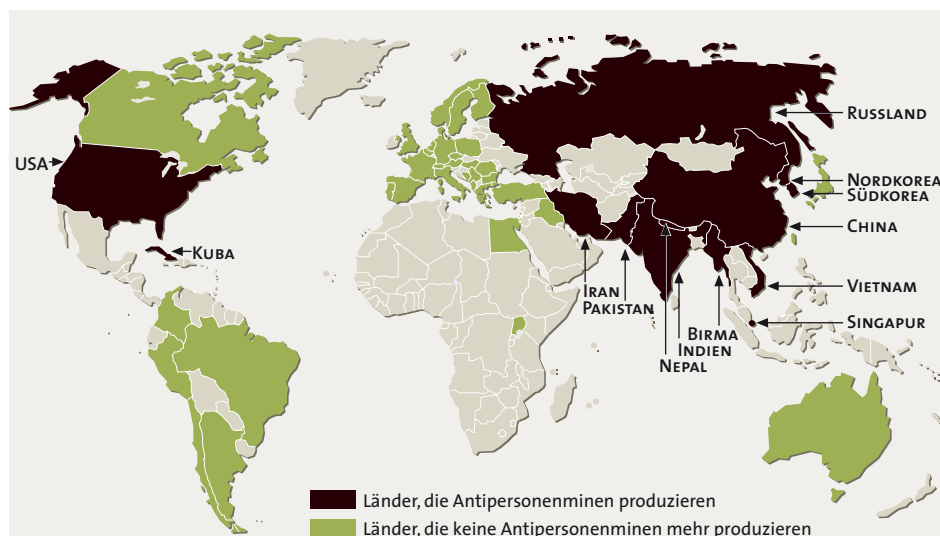 RUSSLAND
USA
NORDKOREA
SÜDKOREA
CHINA
KUBA
IRAN
PAKISTAN
VIETNAM
SINGAPUR
BIRMA
INDIEN
NEPAL
Länder, die Antipersonenminen produzieren
Länder, die keine Antipersonenminen mehr produzieren